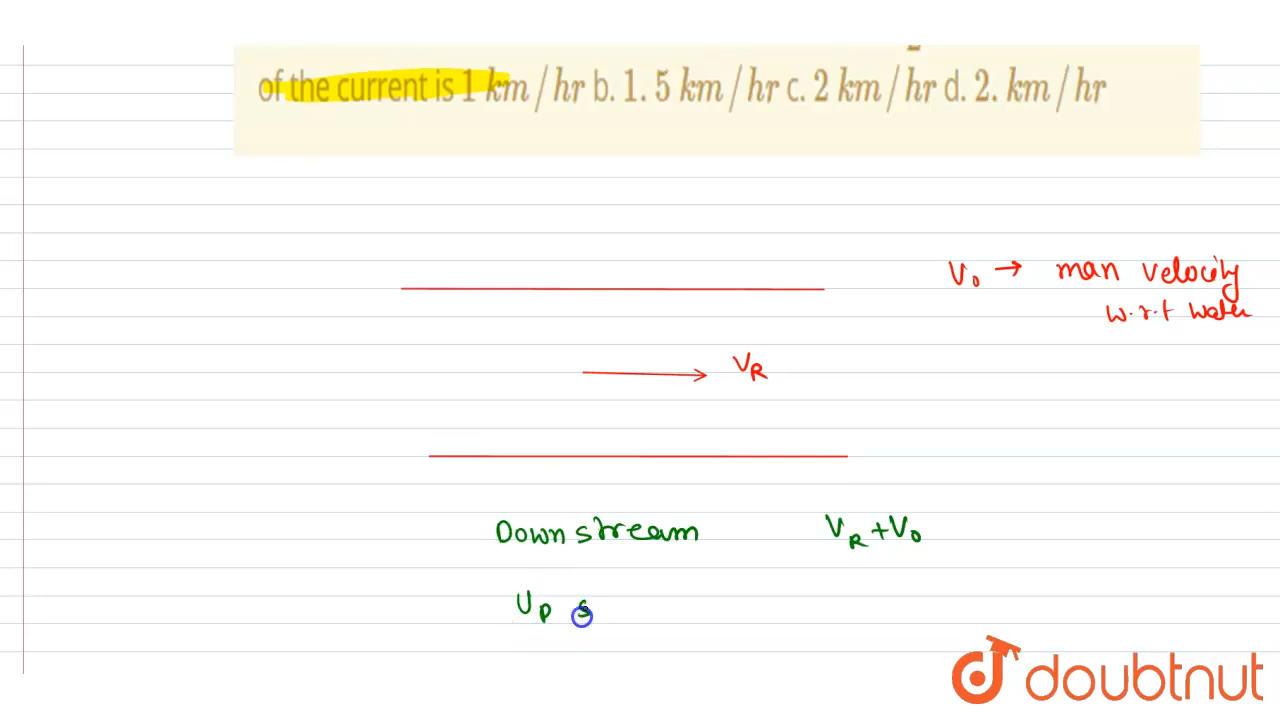 of the current is 1 km/hr b. 1. 5 km/hr c. 2 km/hr d. 2. km/hr
V₀ → man velocity
w.r.t water
V_R
Down stream V_R + V₀
Up s
doubtnut